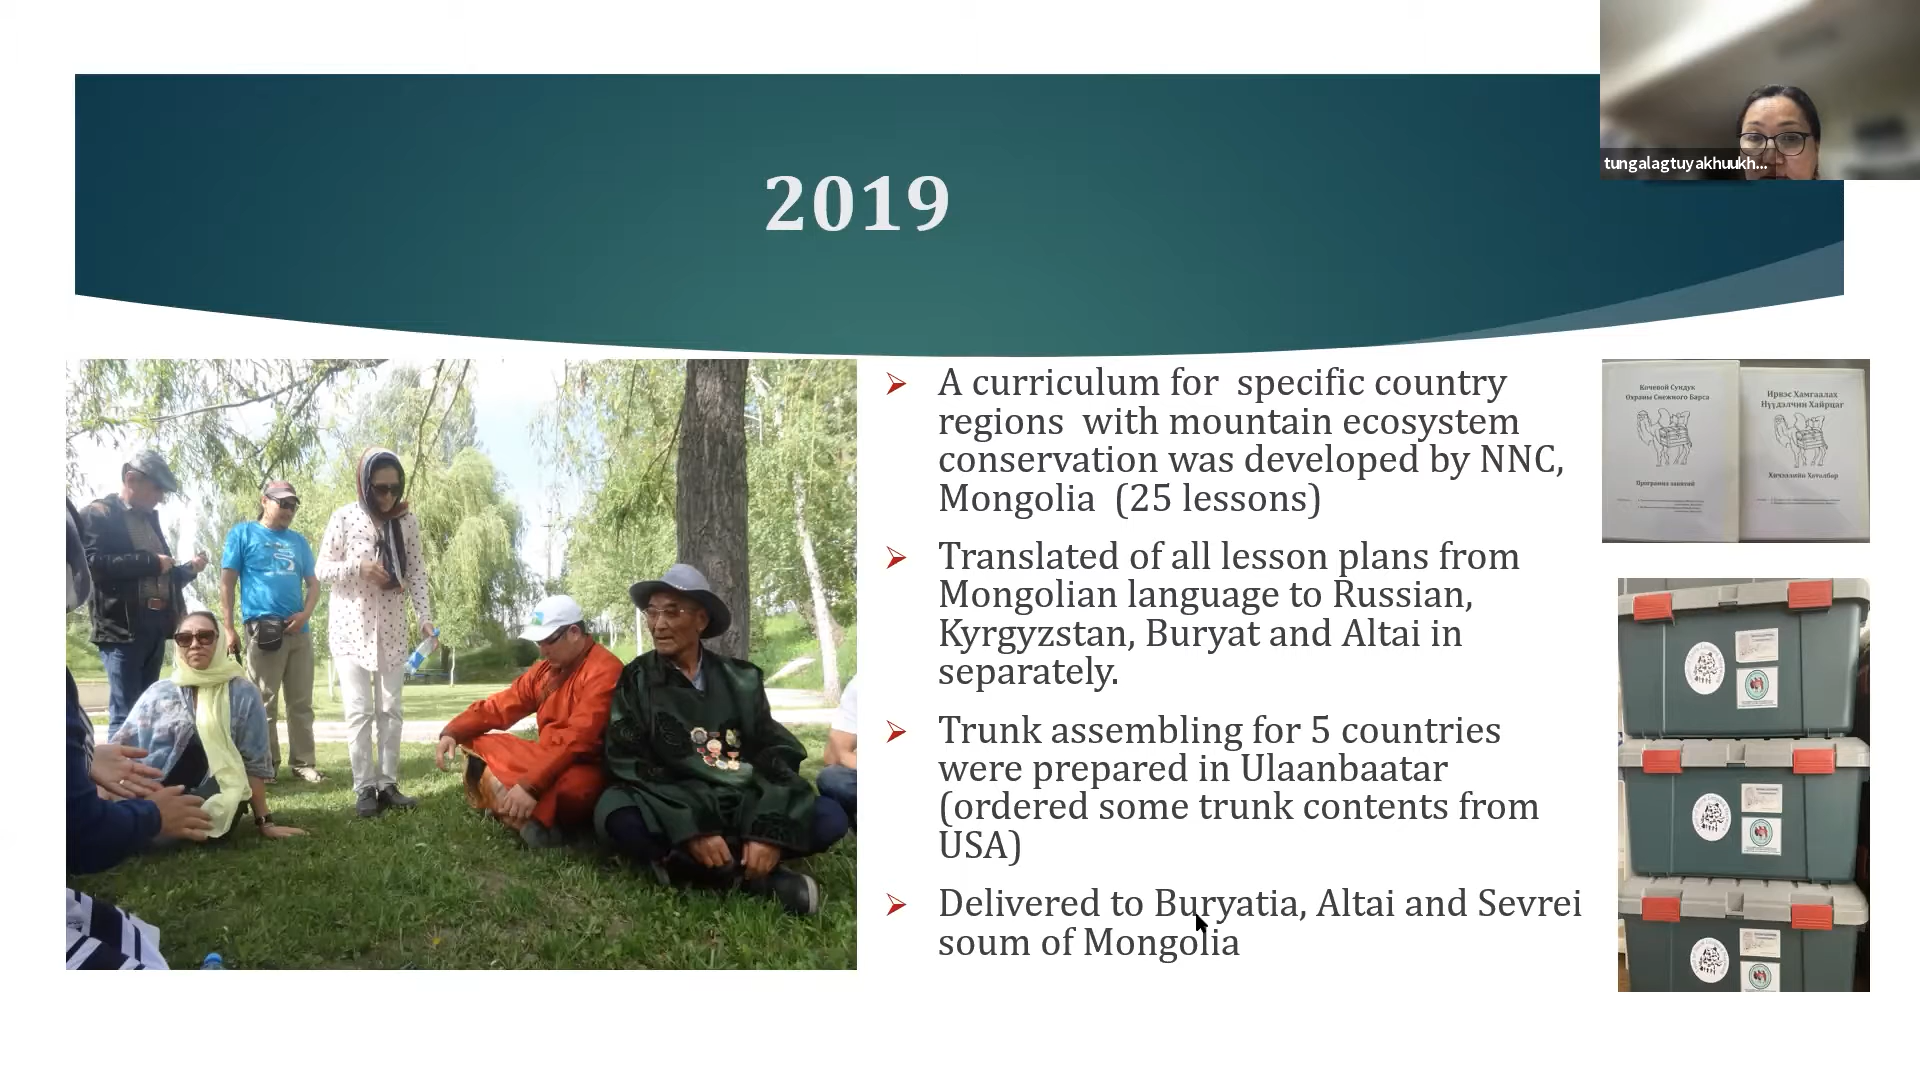 tungalagtuyakhuukh...
2019
A curriculum for specific country
regions with mountain ecosystem
conservation was developed by NNC,
Mongolia (25 lessons)
Translated of all lesson plans from
Mongolian language to Russian,
Kyrgyzstan, Buryat and Altai in
separately.
Trunk assembling for 5 countries
were prepared in Ulaanbaatar
(ordered some trunk contents from
USA)
Delivered to Buryatia, Altai and Sevrei
soum of Mongolia
Кочевой Сундук
Охраны Снежного Барса
Программа занятий
Ирвэс Хамгаалах
Нүүдэлчин Хайрцаг
Хичээлийн Хөтөлбөр